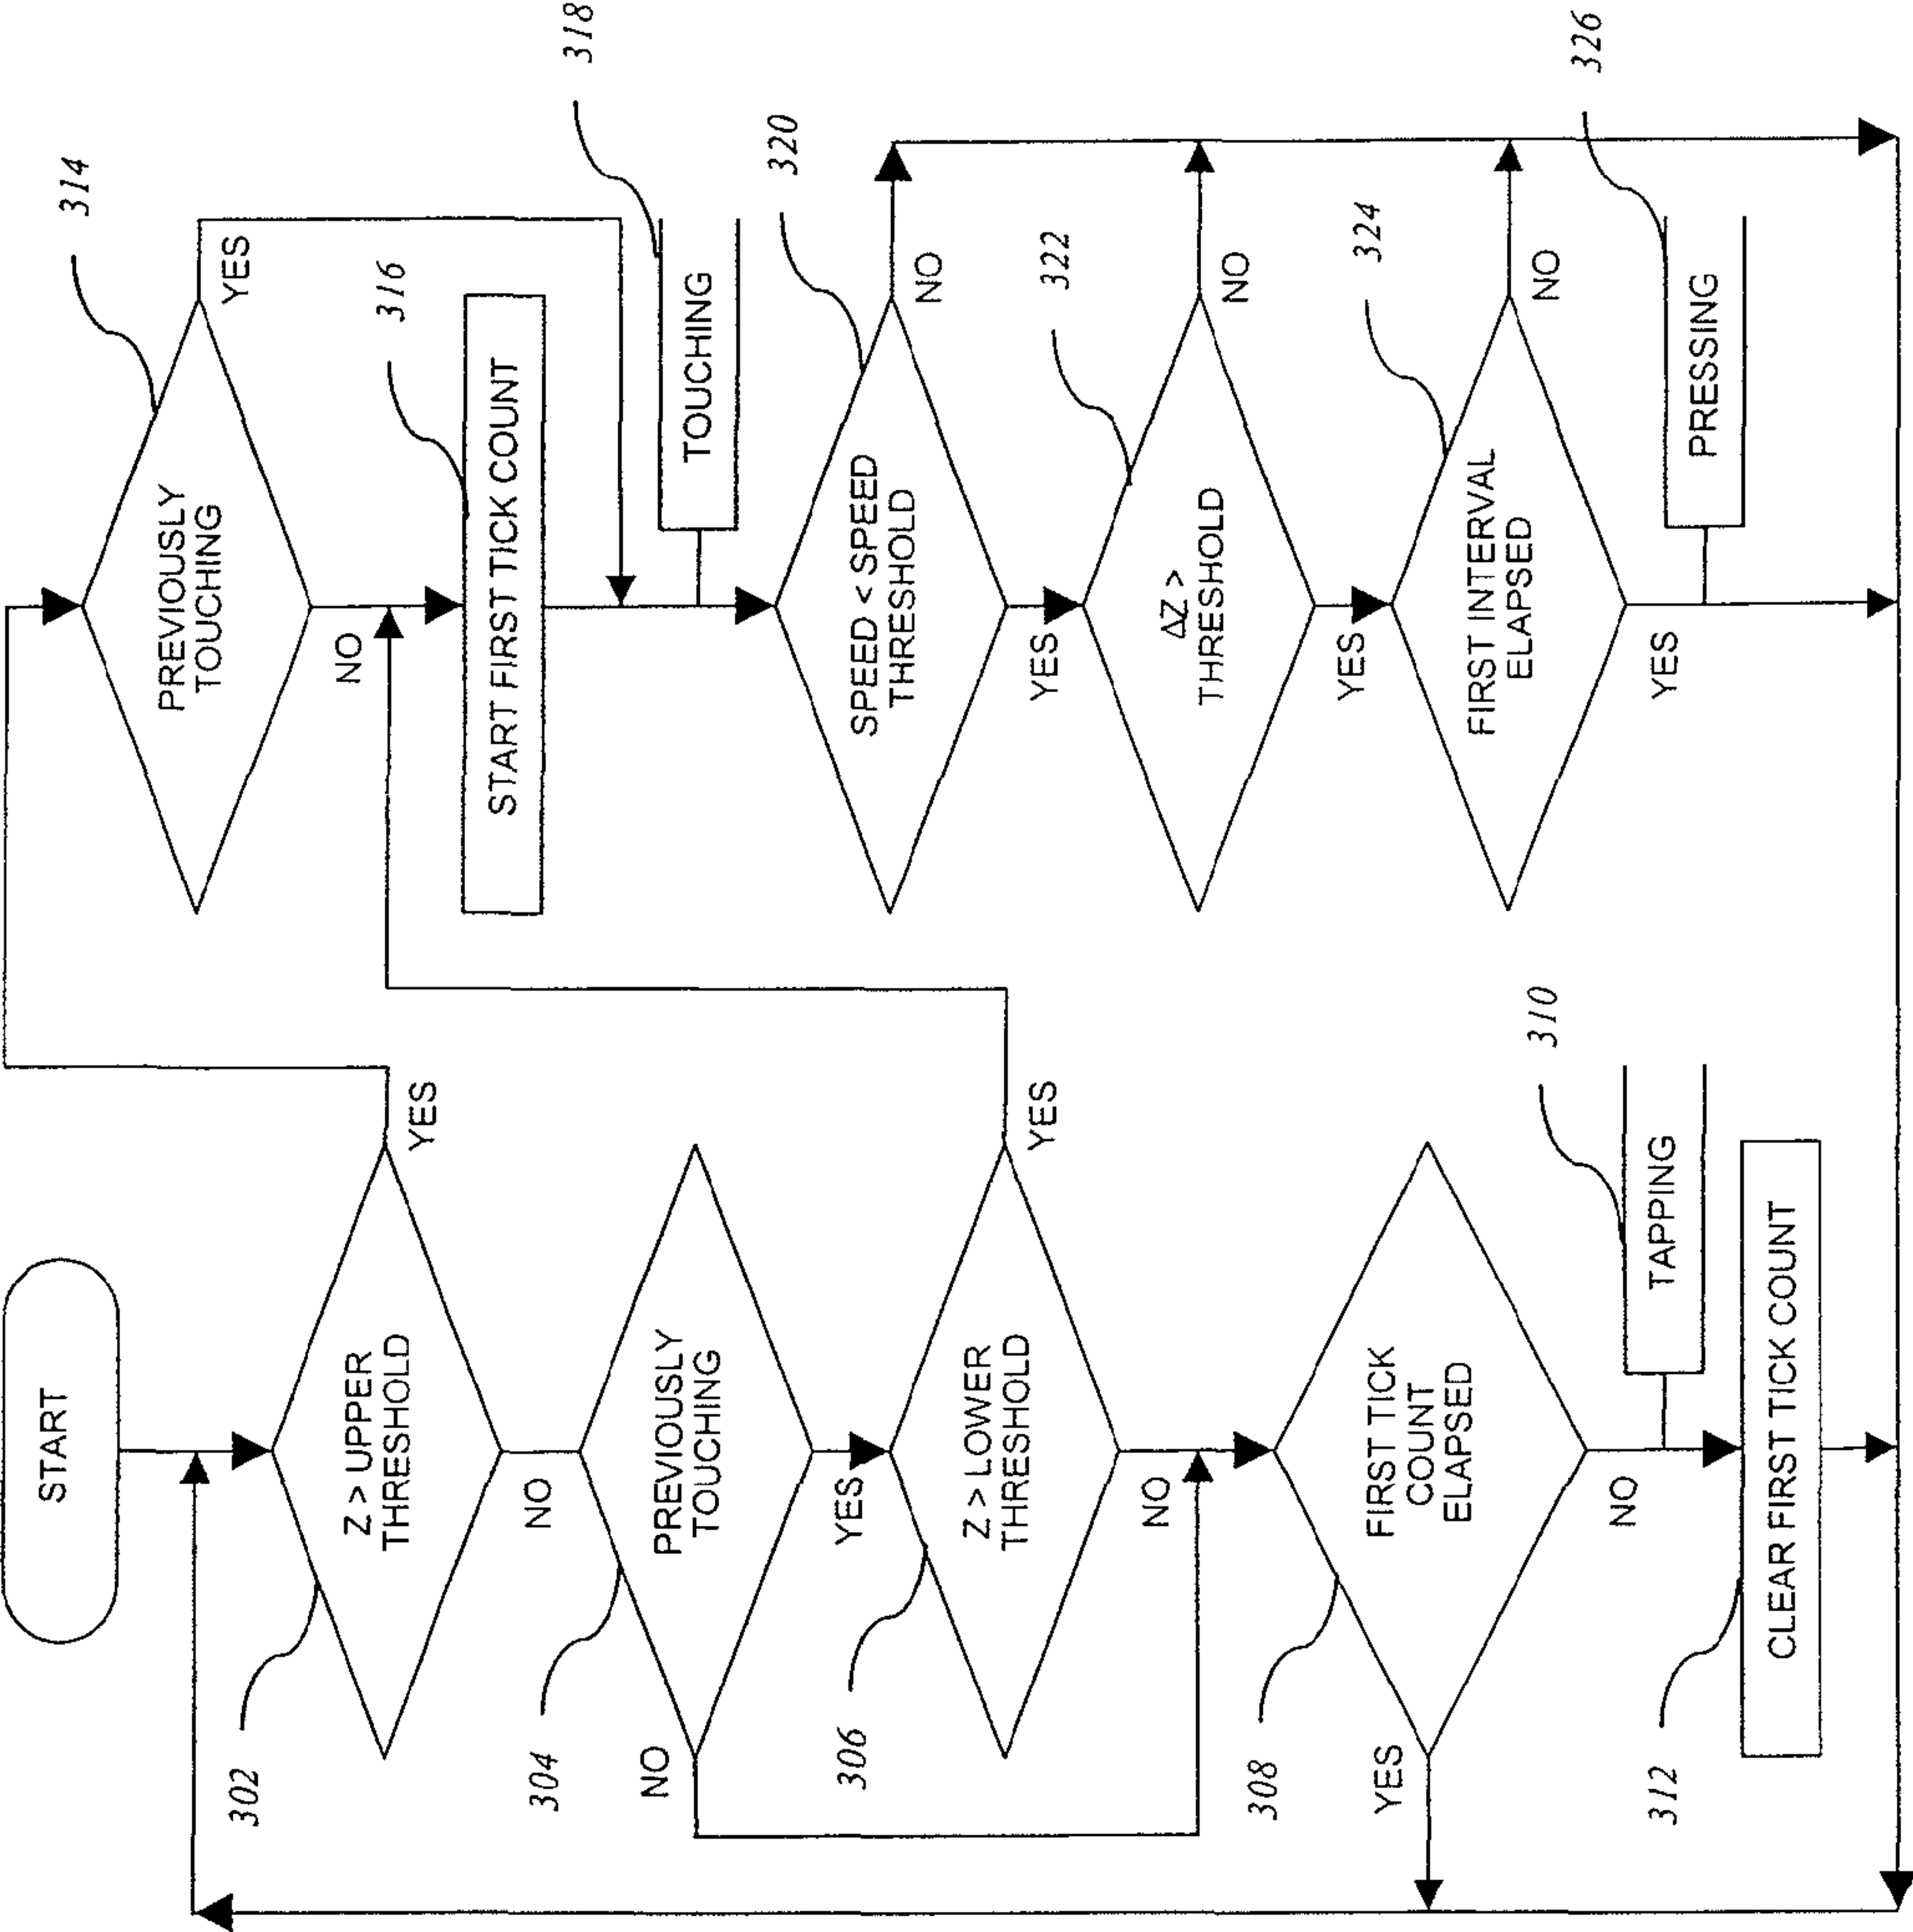 START
302
Z > UPPER
THRESHOLD
YES
NO
304
PREVIOUSLY
TOUCHING
NO
YES
306
Z > LOWER
THRESHOLD
YES
NO
308
FIRST TICK
COUNT
ELAPSED
YES
NO
310
TAPPING
312
CLEAR FIRST TICK COUNT
314
PREVIOUSLY
TOUCHING
YES
NO
316
START FIRST TICK COUNT
318
TOUCHING
320
SPEED < SPEED
THRESHOLD
NO
YES
322
ΔZ >
THRESHOLD
NO
YES
324
FIRST INTERVAL
ELAPSED
NO
YES
326
PRESSING